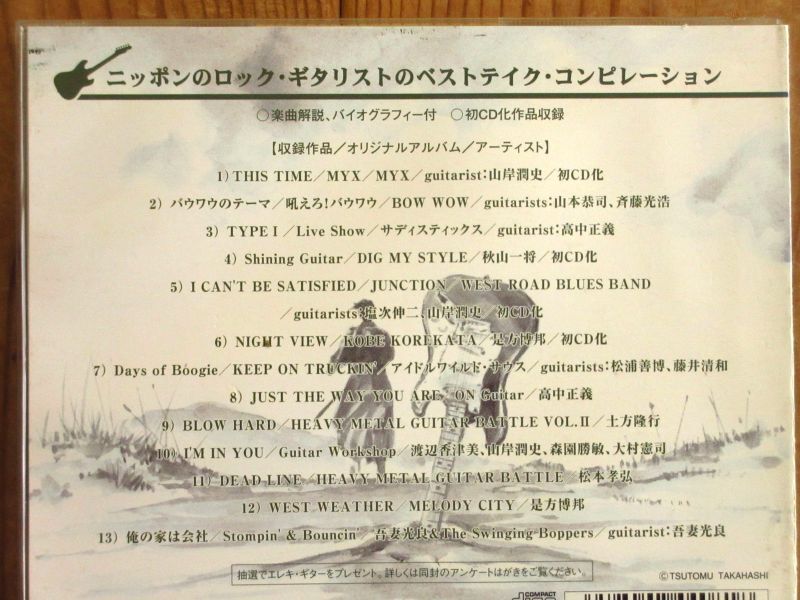 ニッポンのロック・ギタリストのベストテイク・コンピレーション
○楽曲解説、バイオグラフィー付　○初CD化作品収録
【収録作品／オリジナルアルバム／アーティスト】
1) THIS TIME／MYX／MYX／guitarist:山岸潤史／初CD化
2) バウワウのテーマ／吼えろ!バウワウ／BOW WOW／guitarists:山本恭司、斉藤光浩
3) TYPE I／Live Show／サディスティックス／guitarist:高中正義
4) Shining Guitar／DIG MY STYLE／秋山一将／初CD化
5) I CAN'T BE SATISFIED／JUNCTION／WEST ROAD BLUES BAND
／guitarists:塩次伸二、山岸潤史／初CD化
6) NIGHT VIEW／KOBE KOREKATA／是方博邦／初CD化
7) Days of Boogie／KEEP ON TRUCKIN'／アイドルワイルド・サウス／guitarists:松浦善博、藤井清和
8) JUST THE WAY YOU ARE／ON Guitar／高中正義
9) BLOW HARD／HEAVY METAL GUITAR BATTLE VOL.II／土方隆行
10) I'M IN YOU／Guitar Workshop／渡辺香津美、山岸潤史、森園勝敏、大村憲司
11) DEAD LINE／HEAVY METAL GUITAR BATTLE／松本孝弘
12) WEST WEATHER／MELODY CITY／是方博邦
13) 俺の家は会社／Stompin' & Bouncin'／吾妻光良&The Swinging Boppers／guitarist:吾妻光良
抽選でエレキ・ギターをプレゼント。詳しくは同封のアンケートはがきをご覧ください。
©TSUTOMU TAKAHASHI
COMPACT